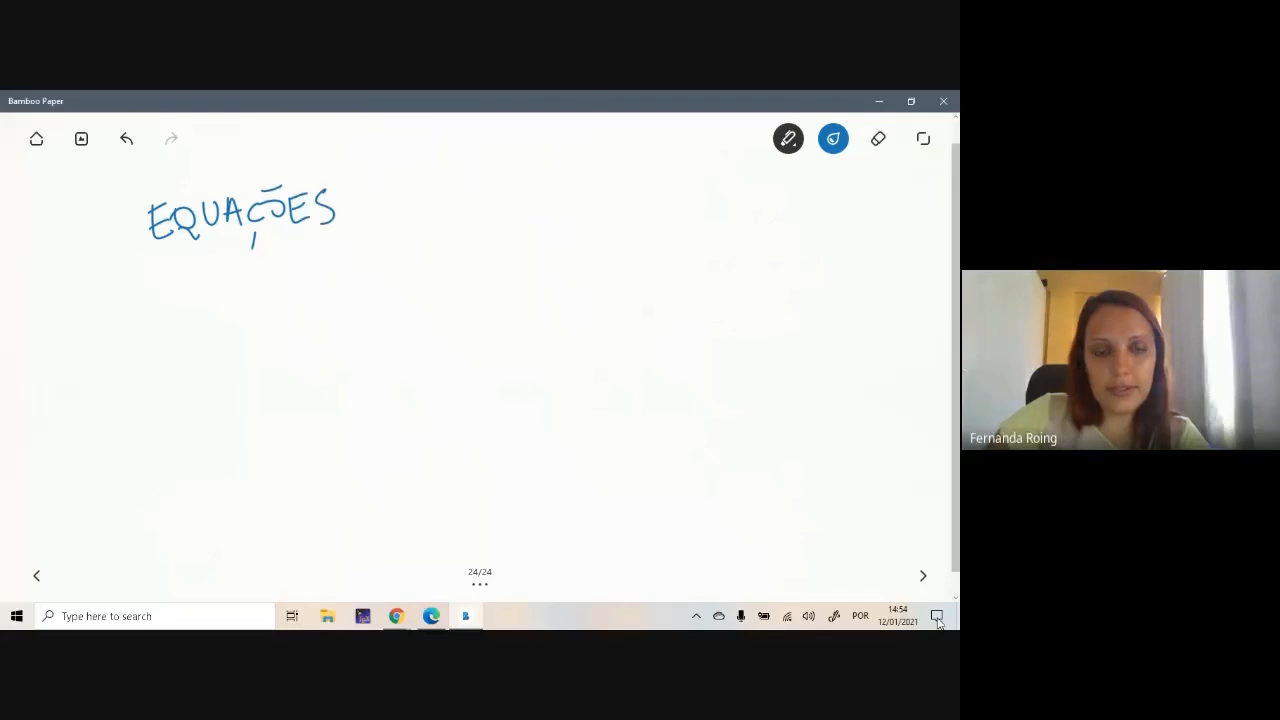 Bamboo Paper
EQUAÇÕES
Fernanda Roing
24/24
Type here to search
POR
14:54
12/01/2021